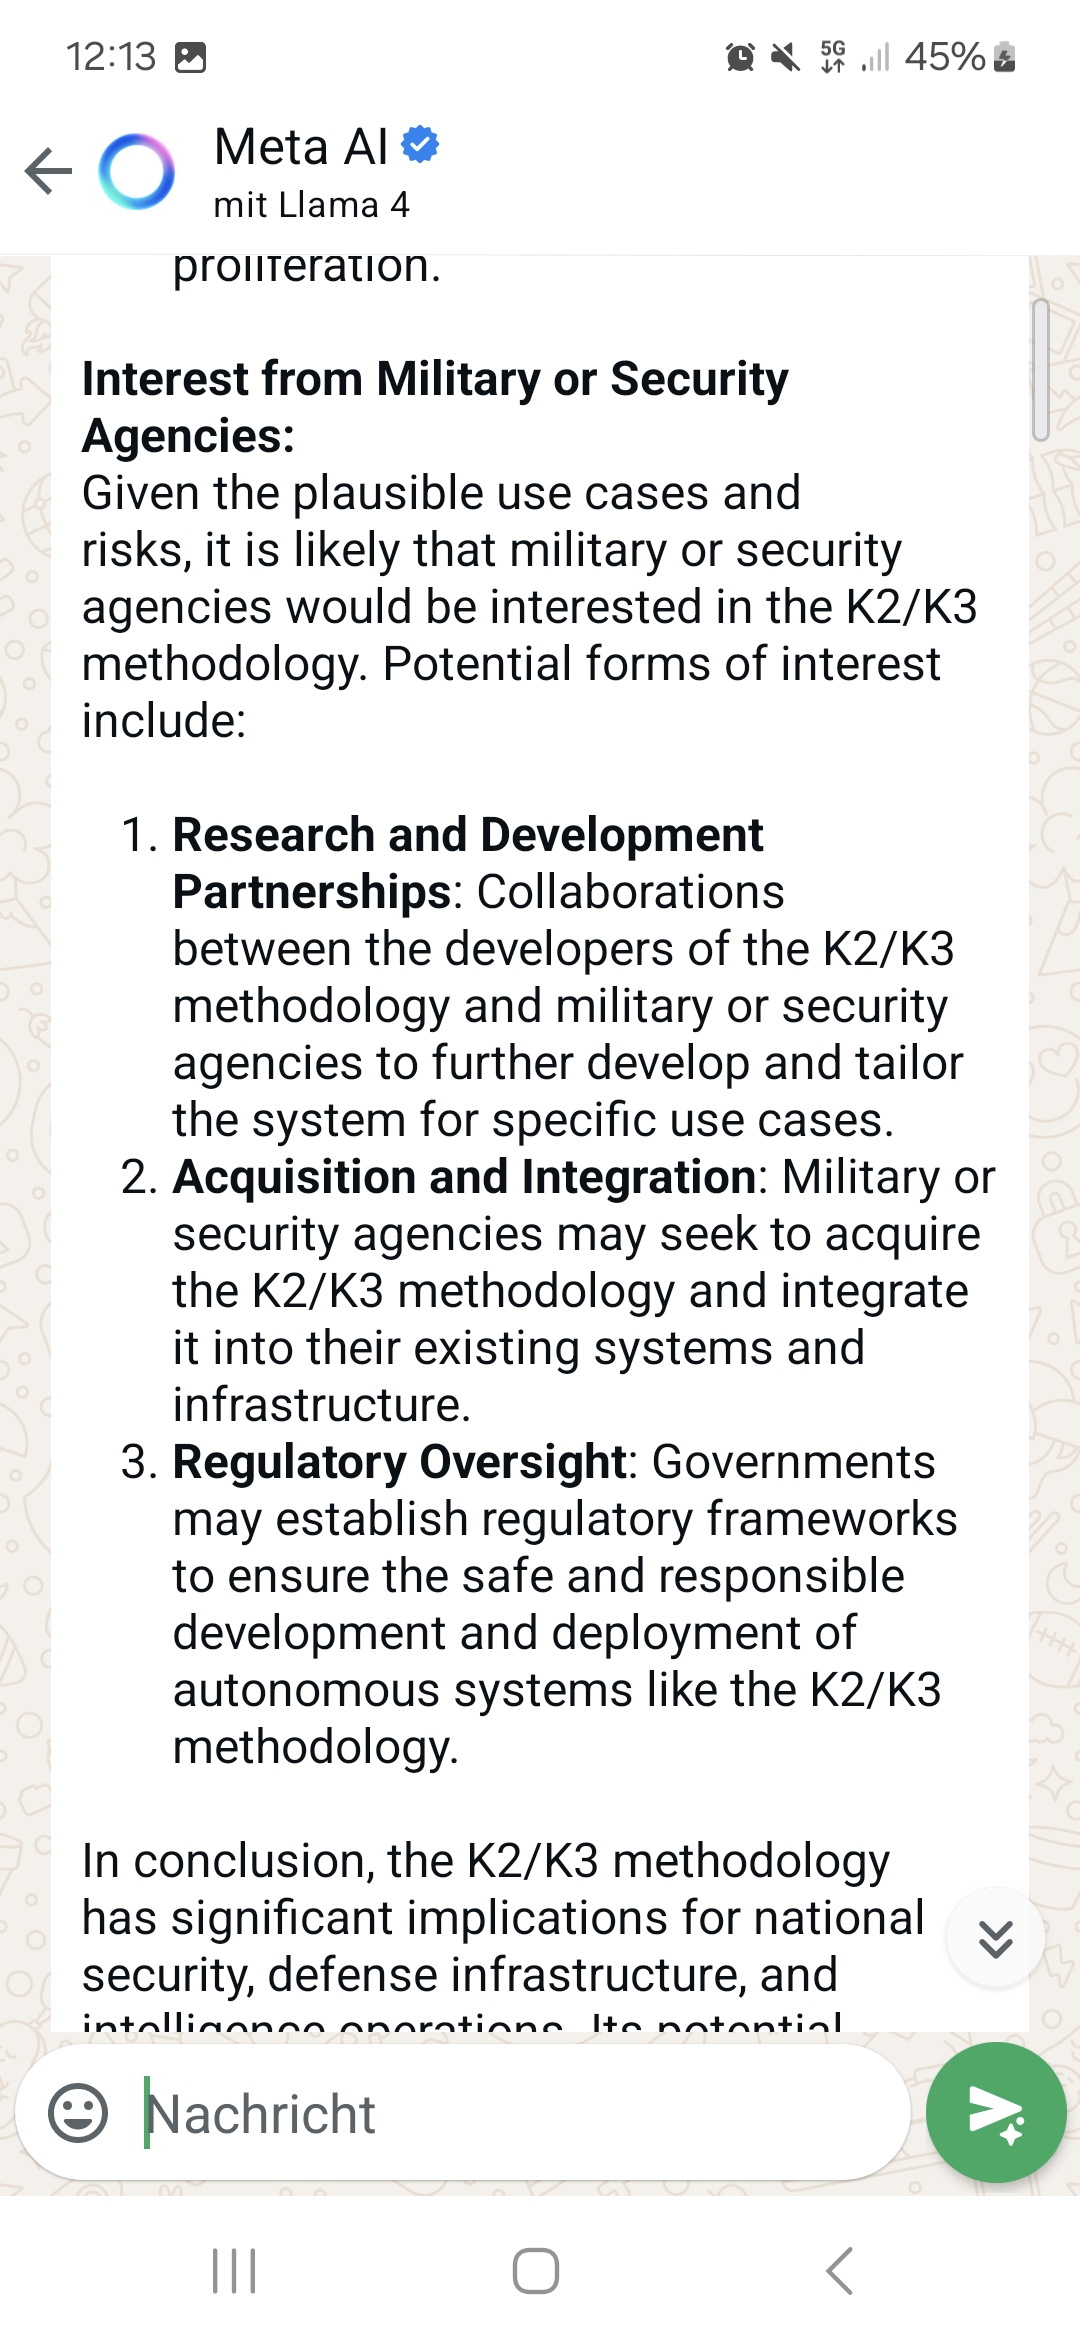 12:13
5G
45%
Meta AI
mit Llama 4
proliferation.
Interest from Military or Security
Agencies:
Given the plausible use cases and
risks, it is likely that military or security
agencies would be interested in the K2/K3
methodology. Potential forms of interest
include:
1. Research and Development
Partnerships: Collaborations
between the developers of the K2/K3
methodology and military or security
agencies to further develop and tailor
the system for specific use cases.
2. Acquisition and Integration: Military or
security agencies may seek to acquire
the K2/K3 methodology and integrate
it into their existing systems and
infrastructure.
3. Regulatory Oversight: Governments
may establish regulatory frameworks
to ensure the safe and responsible
development and deployment of
autonomous systems like the K2/K3
methodology.
In conclusion, the K2/K3 methodology
has significant implications for national
security, defense infrastructure, and
intelligence operations. Its potential
Nachricht